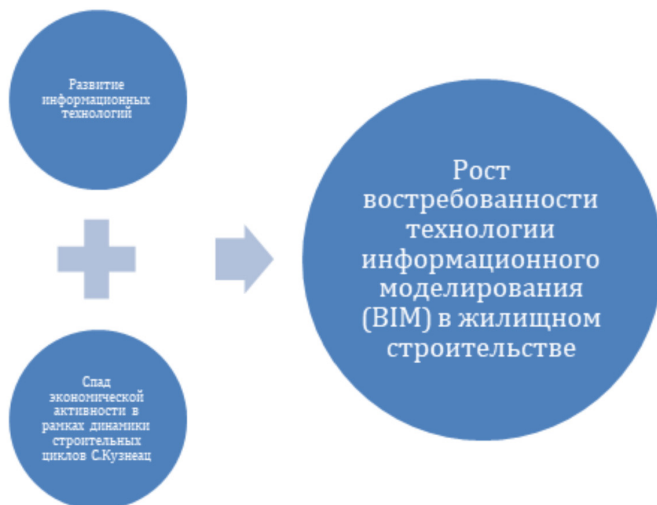 Развитие
информационных
технологий
Спад
экономической
активности в
рамках динамики
строительных
циклов С.Кузнеац
Рост
востребованности
технологии
информационного
моделирования
(BIM) в жилищном
строительстве